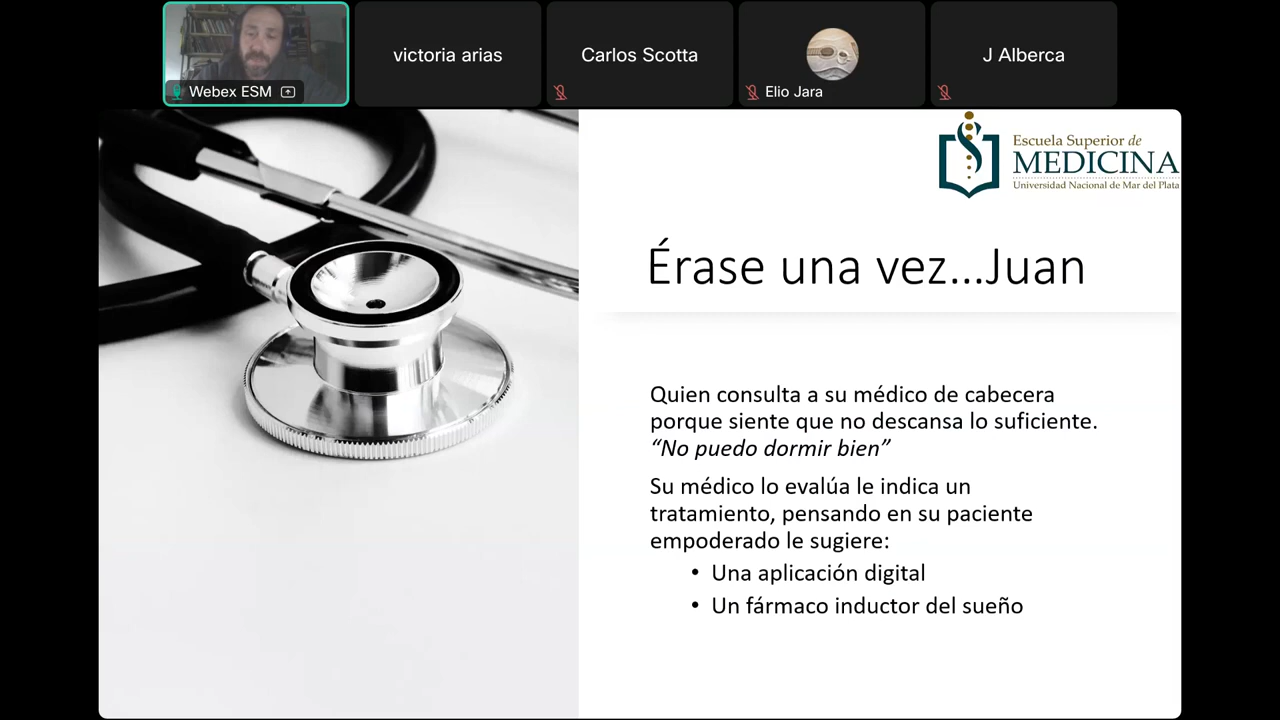 Webex ESM
victoria arias
Carlos Scotta
Elio Jara
J Alberca
Escuela Superior de
MEDICINA
Universidad Nacional de Mar del Plata
Érase una vez...Juan
Quien consulta a su médico de cabecera
porque siente que no descansa lo suficiente.
“No puedo dormir bien”
Su médico lo evalúa le indica un
tratamiento, pensando en su paciente
empoderado le sugiere:
• Una aplicación digital
• Un fármaco inductor del sueño